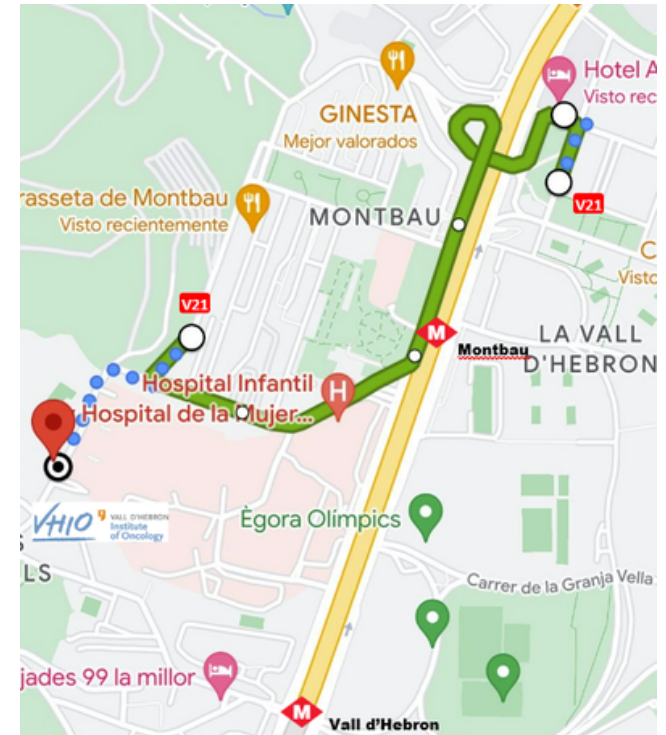 Hotel A
Visto rec
GINESTA
Mejor valorados
rasseta de Montbau
Visto recientemente
V21
MONTBAU
C
Visto
V21
M
Montbau
LA VALL
D'HEBRON
Hospital Infantil
Hospital de la Mujer...
H
VHIO
VALL D'HEBRON
Institute
of Oncology
S
LS
Ègora Olímpics
Carrer de la Granja Vella
jades 99 la millor
M
Vall d'Hebron